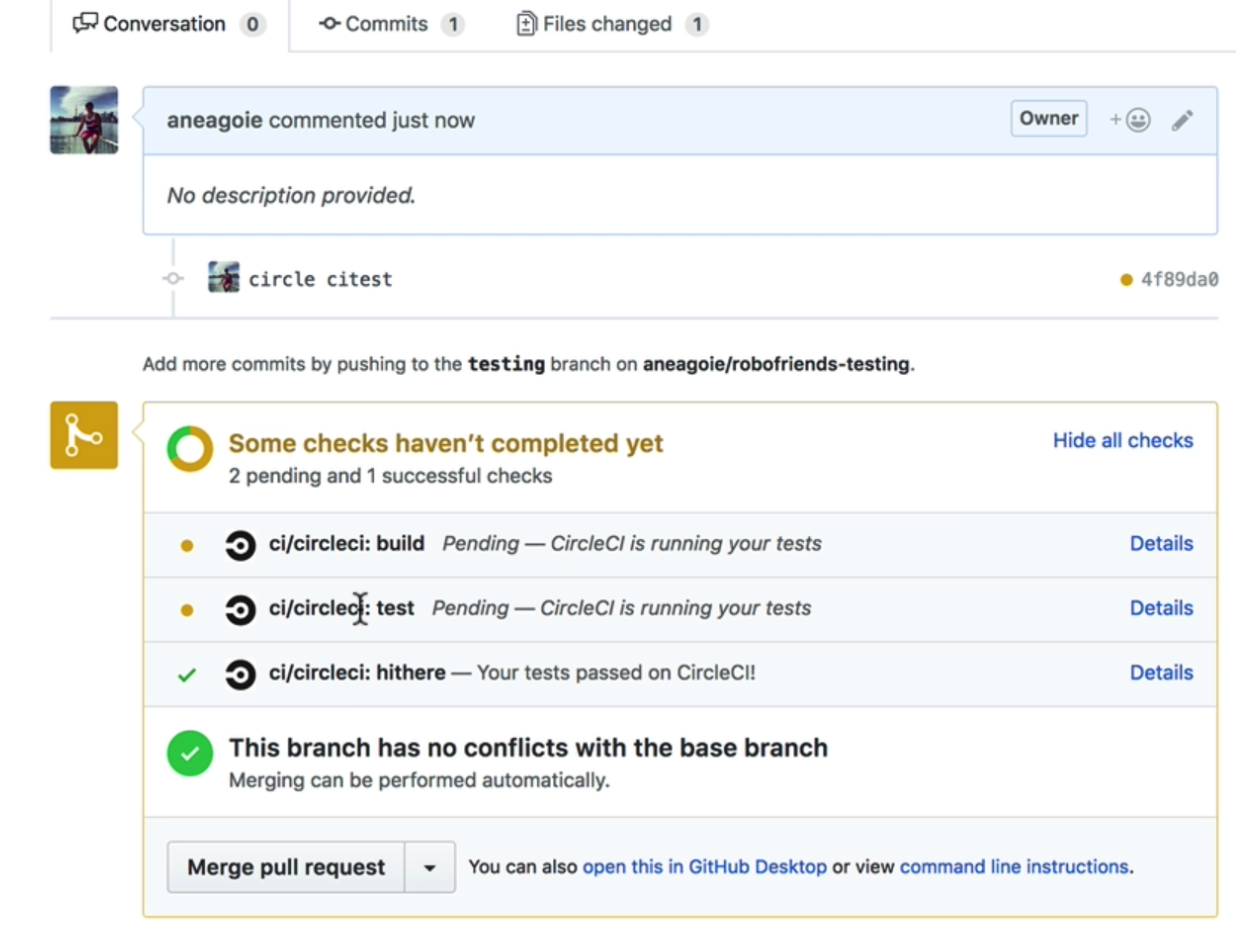 Conversation 0 Commits 1 Files changed 1
aneagoie commented just now Owner
No description provided.
circle citest 4f89da0
Add more commits by pushing to the testing branch on aneagoie/robofriends-testing.
Some checks haven't completed yet Hide all checks
2 pending and 1 successful checks
ci/circleci: build Pending — CircleCI is running your tests Details
ci/circleci: test Pending — CircleCI is running your tests Details
ci/circleci: hithere — Your tests passed on CircleCI! Details
This branch has no conflicts with the base branch
Merging can be performed automatically.
Merge pull request You can also open this in GitHub Desktop or view command line instructions.